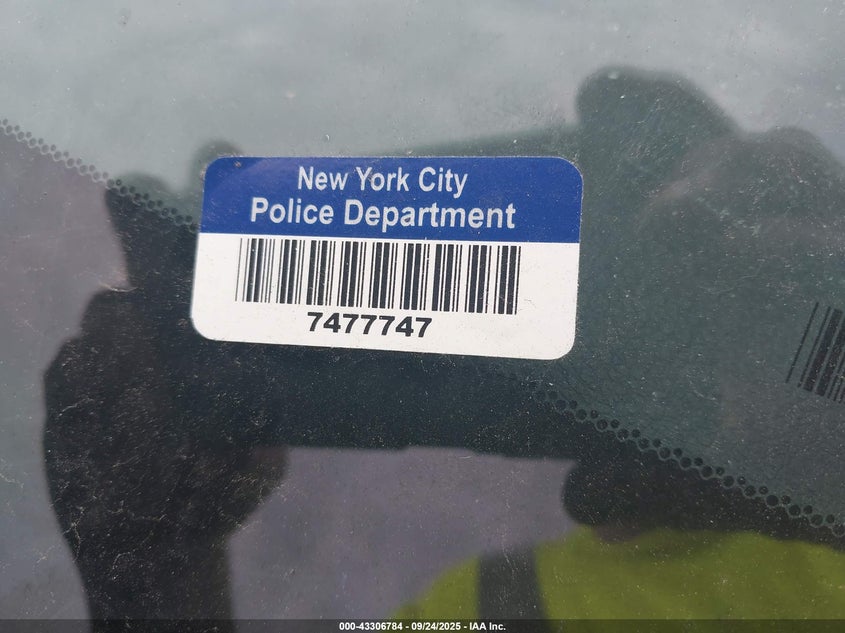 New York City
Police Department
7477747
000-43306784 - 09/24/2025 - IAA Inc.